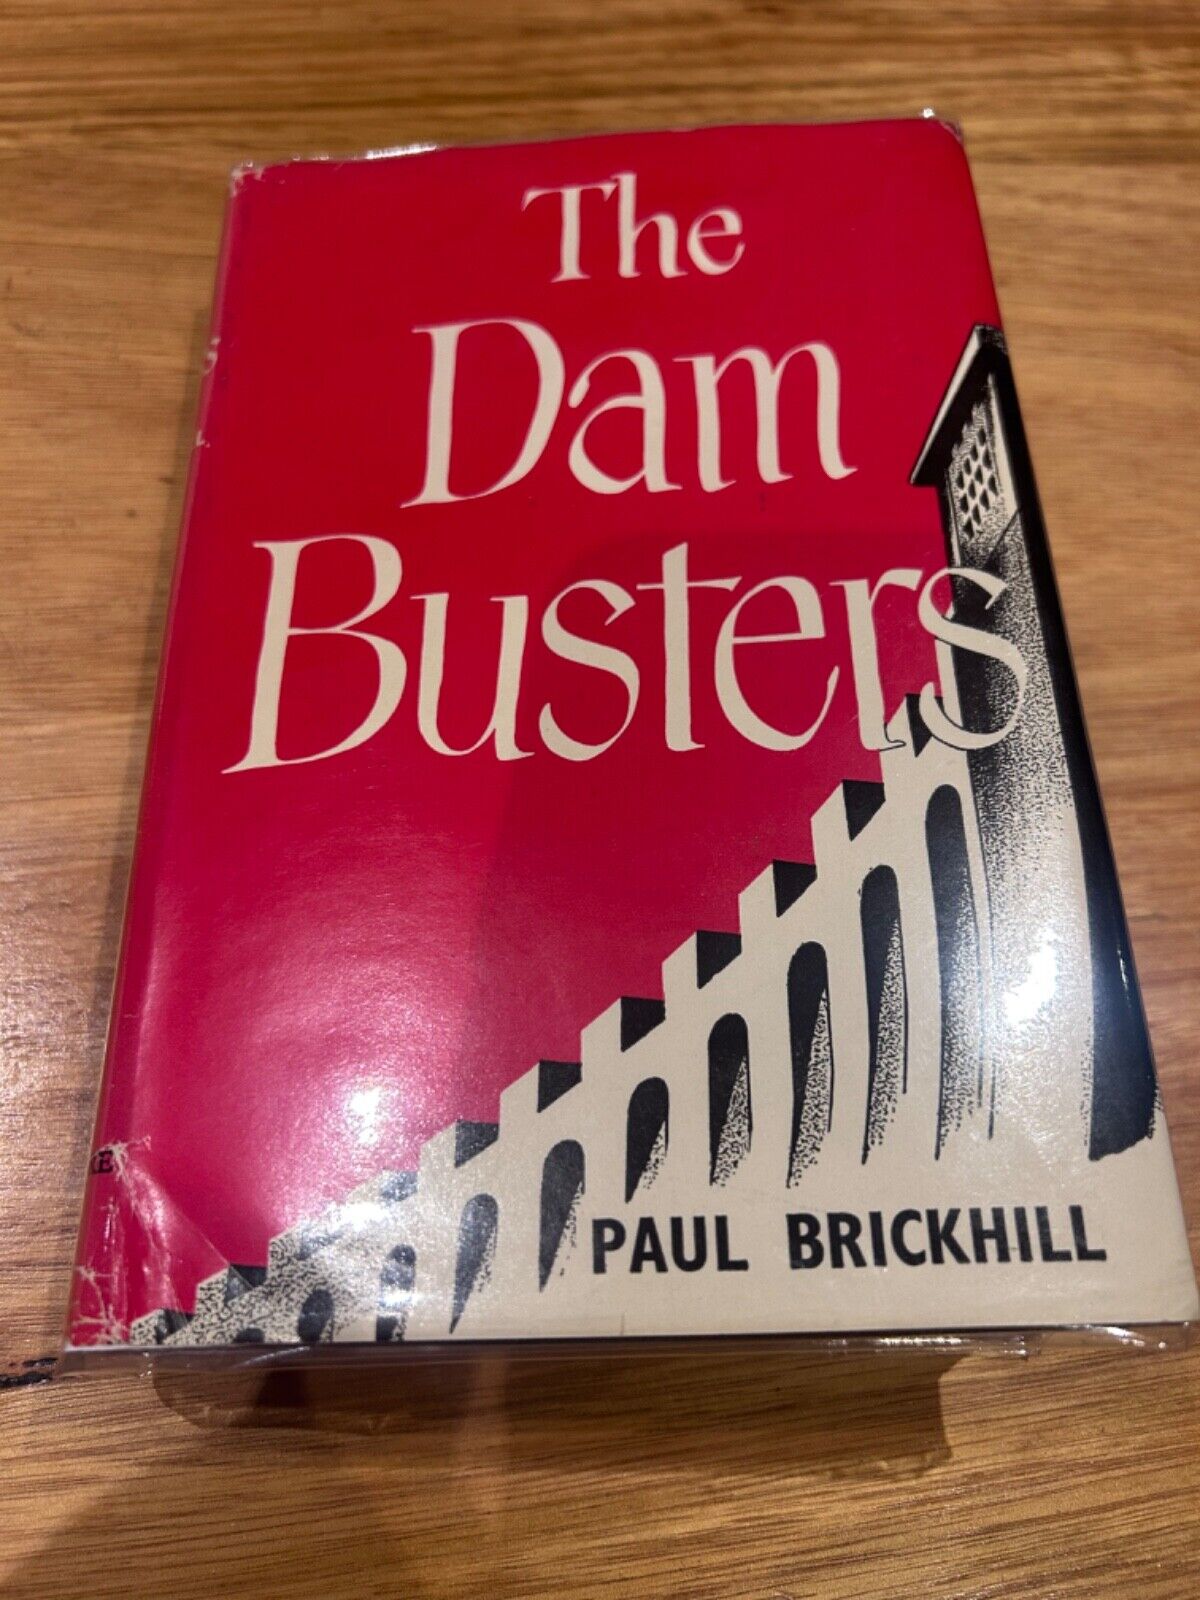 The
Dam
Busters
PAUL BRICKHILL